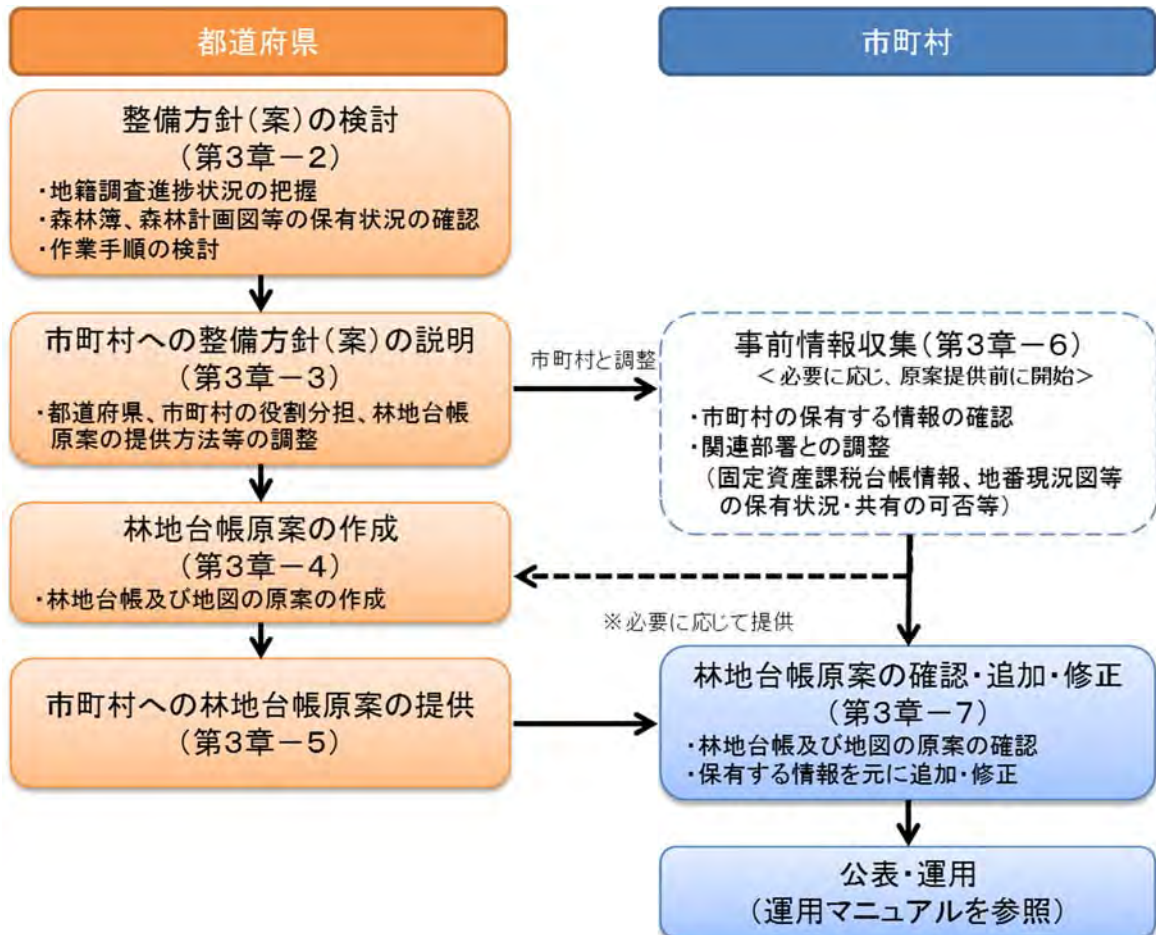 都道府県
市町村
整備方針(案)の検討
(第3章－2)
・地籍調査進捗状況の把握
・森林簿、森林計画図等の保有状況の確認
・作業手順の検討
市町村への整備方針(案)の説明
(第3章－3)
・都道府県、市町村の役割分担、林地台帳
原案の提供方法等の調整
市町村と調整
事前情報収集(第3章－6)
＜必要に応じ、原案提供前に開始＞
・市町村の保有する情報の確認
・関連部署との調整
(固定資産課税台帳情報、地番現況図等
の保有状況・共有の可否等)
林地台帳原案の作成
(第3章－4)
・林地台帳及び地図の原案の作成
※必要に応じて提供
市町村への林地台帳原案の提供
(第3章－5)
林地台帳原案の確認・追加・修正
(第3章－7)
・林地台帳及び地図の原案の確認
・保有する情報を元に追加・修正
公表・運用
(運用マニュアルを参照)